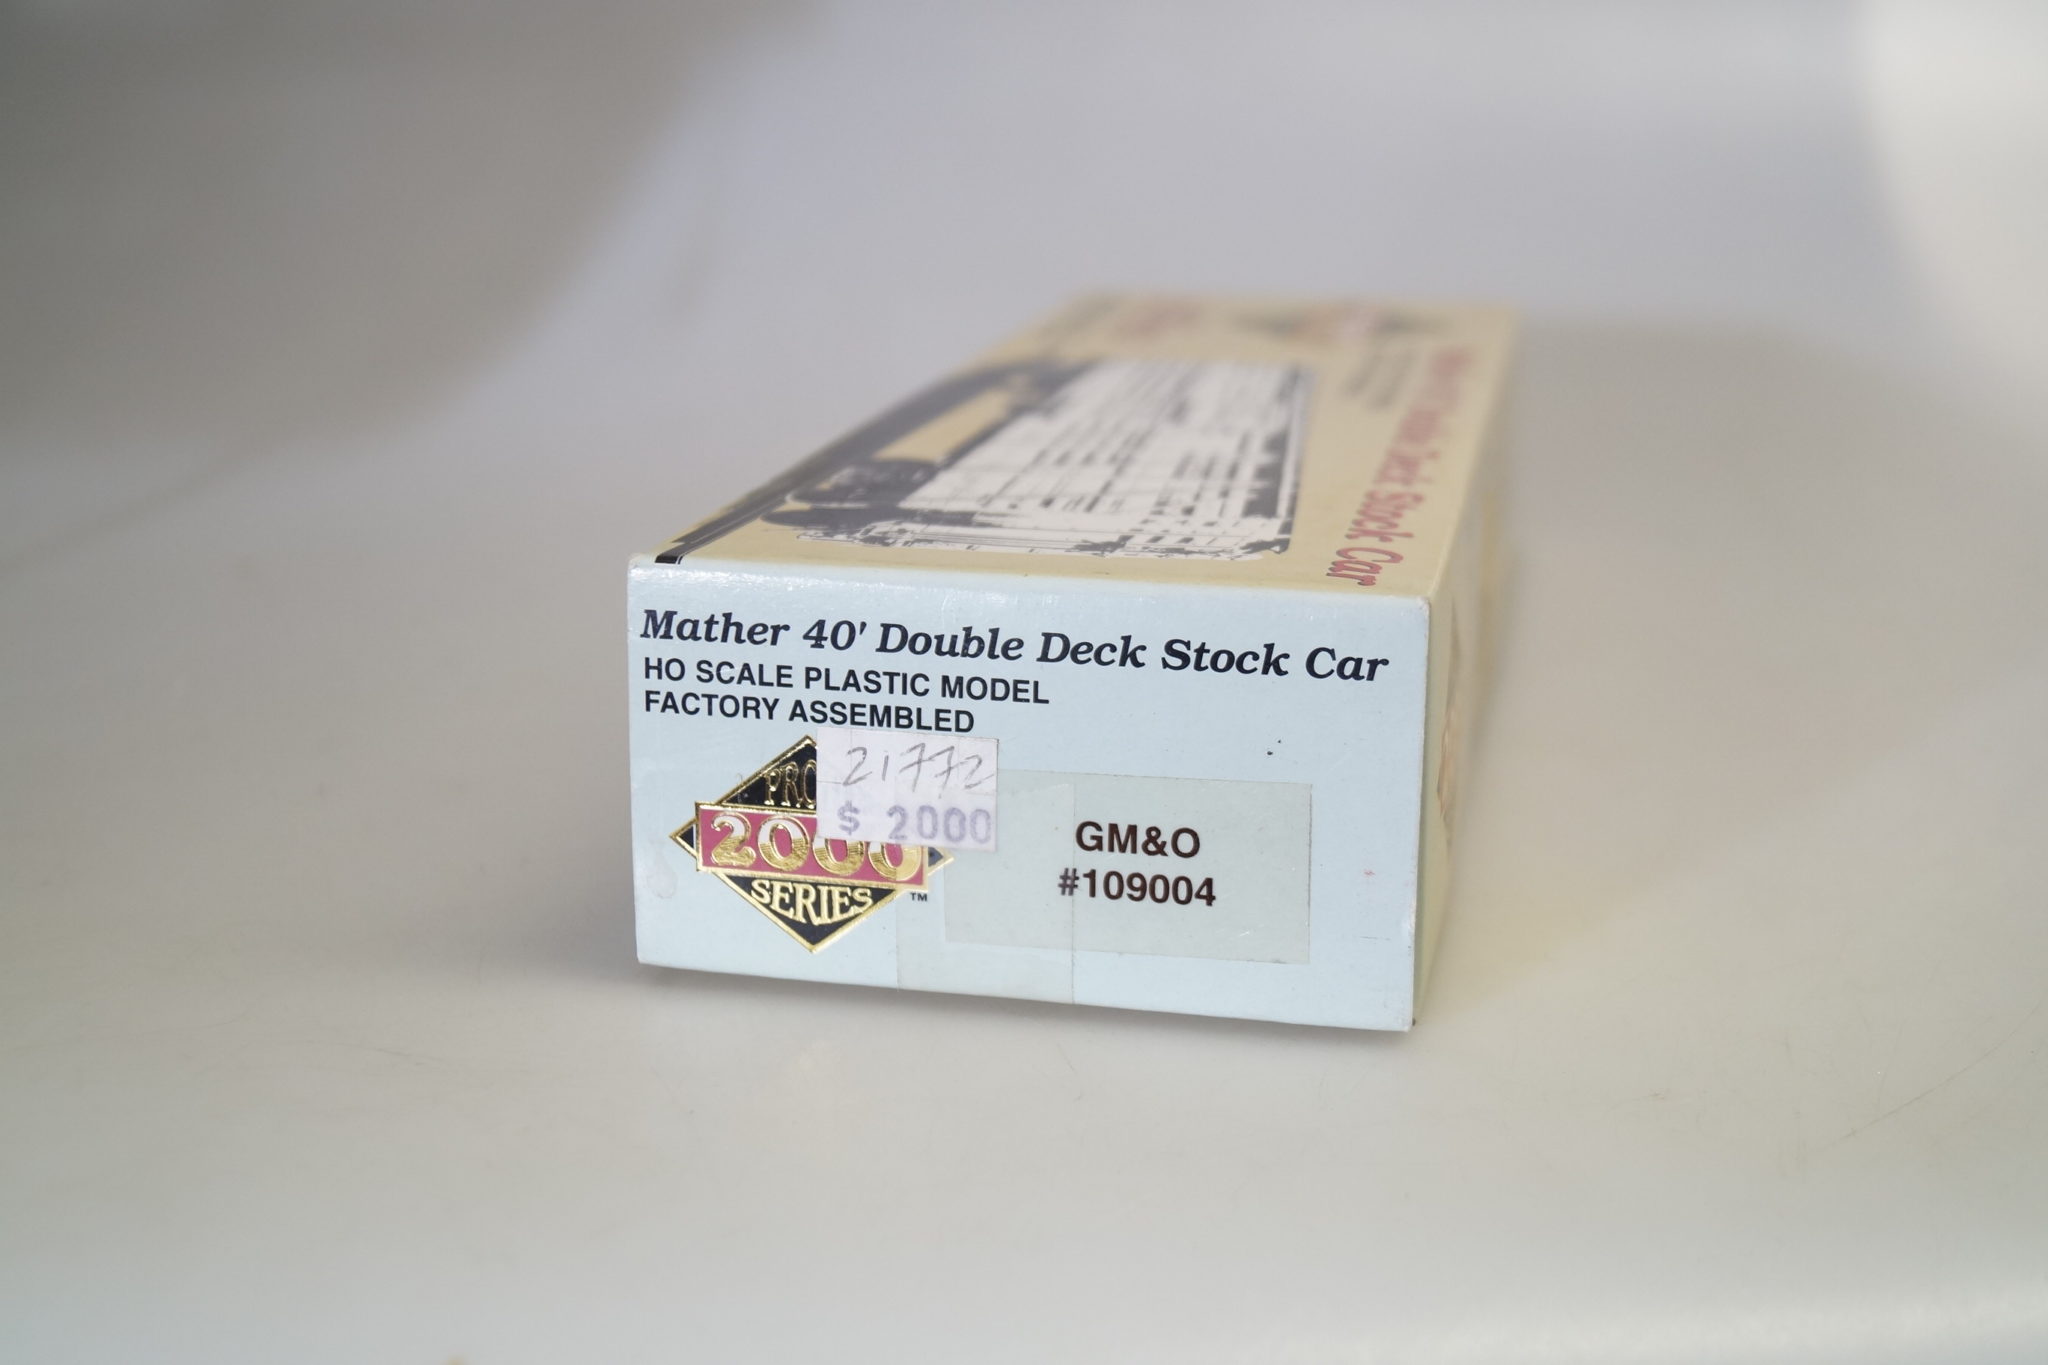 Stock Car
Mather 40' Double Deck Stock Car
HO SCALE PLASTIC MODEL
FACTORY ASSEMBLED
21772
$ 2000
2000
SERIES™
GM&O
#109004